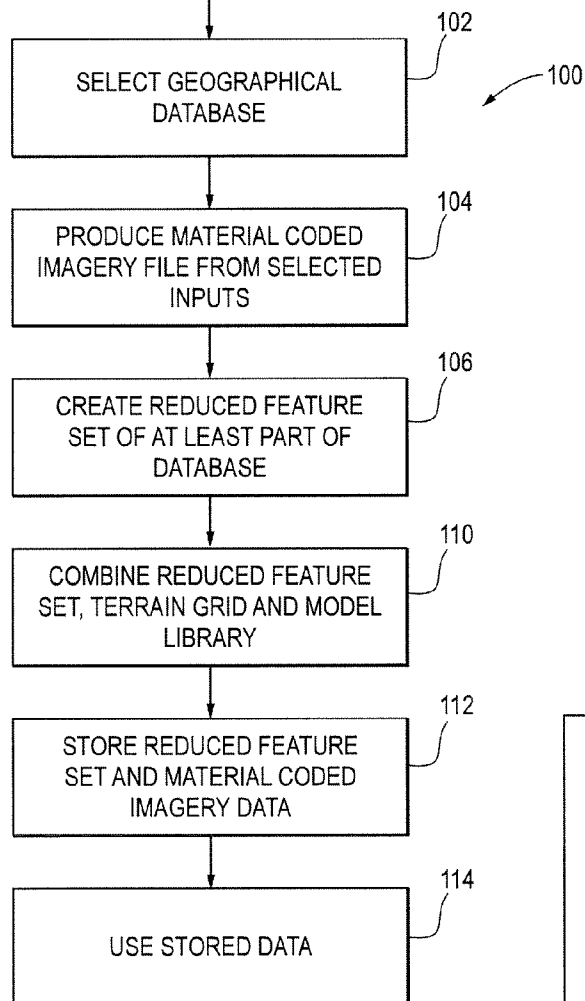 102
100
SELECT GEOGRAPHICAL
DATABASE
104
PRODUCE MATERIAL CODED
IMAGERY FILE FROM SELECTED
INPUTS
106
CREATE REDUCED FEATURE
SET OF AT LEAST PART OF
DATABASE
110
COMBINE REDUCED FEATURE
SET, TERRAIN GRID AND MODEL
LIBRARY
112
STORE REDUCED FEATURE
SET AND MATERIAL CODED
IMAGERY DATA
114
USE STORED DATA